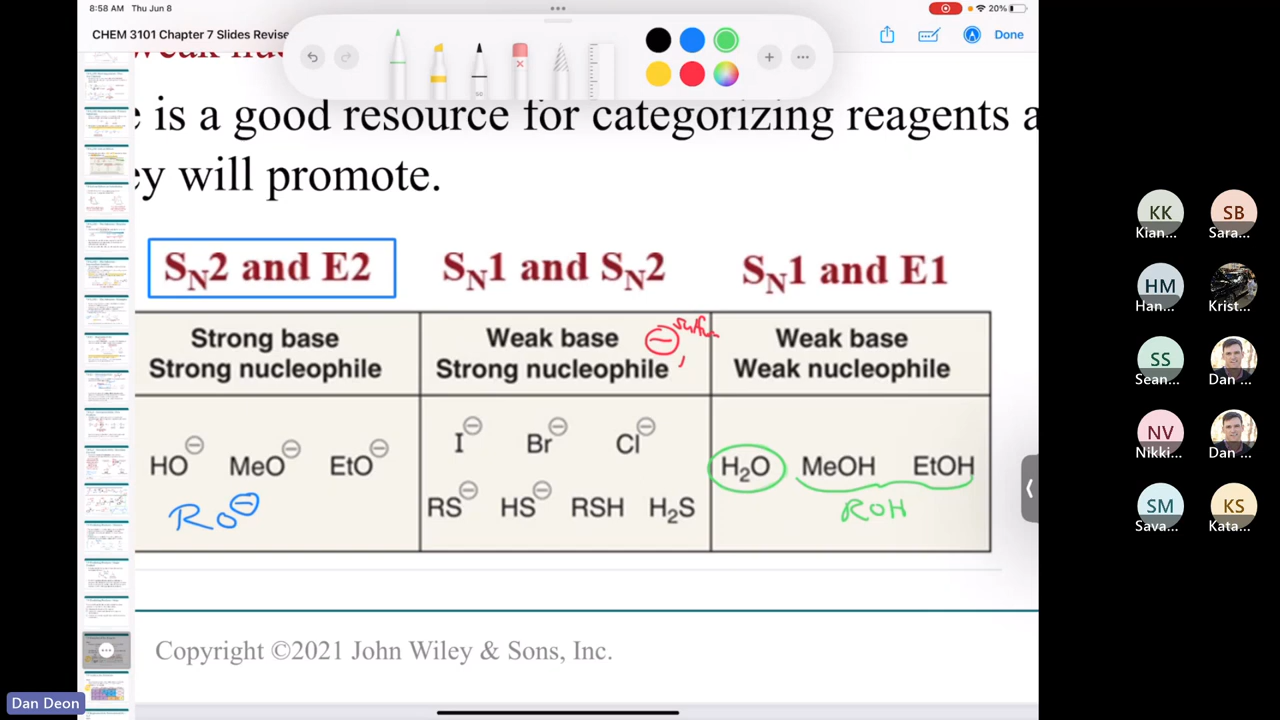 8:58 AM Thu Jun 8
20%
CHEM 3101 Chapter 7 Slides Revise
Done
50
is a good resource for categorizing reagents a
ey will promote.
SN2 and E2
SN1 and SN2
SN1 and E1
Strong base
Strong nucleophile
Weak base
Strong nucleophile
⊖
,
Weak base
Weak nucleophile
HO⊖ MeO⊖ EtO⊖
RO⊖
I⊖ Br⊖ Cl⊖
RS⊖ HS⊖ RSH H2S
H2O MeOH EtOH
ROH
Copyright ©2021 John Wiley & Sons, Inc.
KK
Kian...
SB
Sara...
HM
Han...
Krist...
SS
Sean...
Dan ...
NV
Nikki...
Dan ...
SM
Sava...
KS
Kata...
Dan Deon